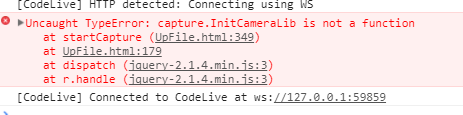 [CodeLive] HTTP detected: Connecting using WS
Uncaught TypeError: capture.InitCameraLib is not a function
at startCapture (UpFile.html:349)
at UpFile.html:179
at dispatch (jquery-2.1.4.min.js:3)
at r.handle (jquery-2.1.4.min.js:3)
[CodeLive] Connected to CodeLive at ws://127.0.0.1:59859